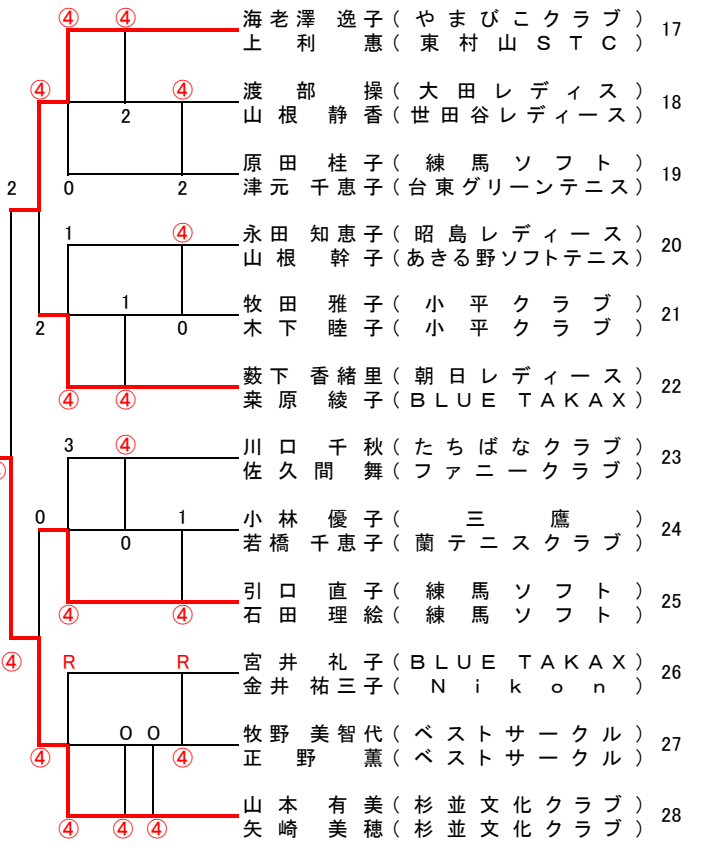 ④ ④
海老澤 逸子(やまびこクラブ)
上利 惠(東村山STC) 17
④ ④
渡部 操(大田レディス)
山根 静香(世田谷レディース) 18
2
原田 桂子(練馬ソフト)
津元 千恵子(台東グリーンテニス) 19
2 0 2
1 ④
永田 知恵子(昭島レディース)
山根 幹子(あきる野ソフトテニス) 20
1
牧田 雅子(小平クラブ)
木下 睦子(小平クラブ) 21
2 0
薮下 香緒里(朝日レディース)
桒原 綾子(BLUE TAKAX) 22
④ ④
3 ④
川口 千秋(たちばなクラブ)
佐久間 舞(ファニークラブ) 23
0 1
小林 優子(三鷹)
若橋 千恵子(蘭テニスクラブ) 24
0
引口 直子(練馬ソフト)
石田 理絵(練馬ソフト) 25
④ ④
④ R R
宮井 礼子(BLUE TAKAX)
金井 祐三子(Nikon) 26
0 0
牧野 美智代(ベストサークル)
正野 薫(ベストサークル) 27
④ ④
山本 有美(杉並文化クラブ)
矢崎 美穂(杉並文化クラブ) 28
④ ④ ④